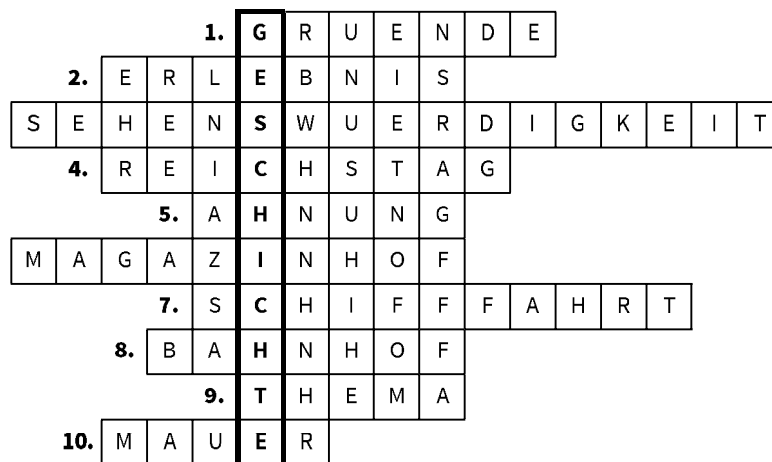 1. GRUENDE
2. ERLEBNIS
SEHENSWUERDIGKEIT
4. REICHSTAG
5. AHNUNG
MAGAZINHOF
7. SCHIFFFAHRT
8. BAHNHOF
9. THEMA
10. MAUER